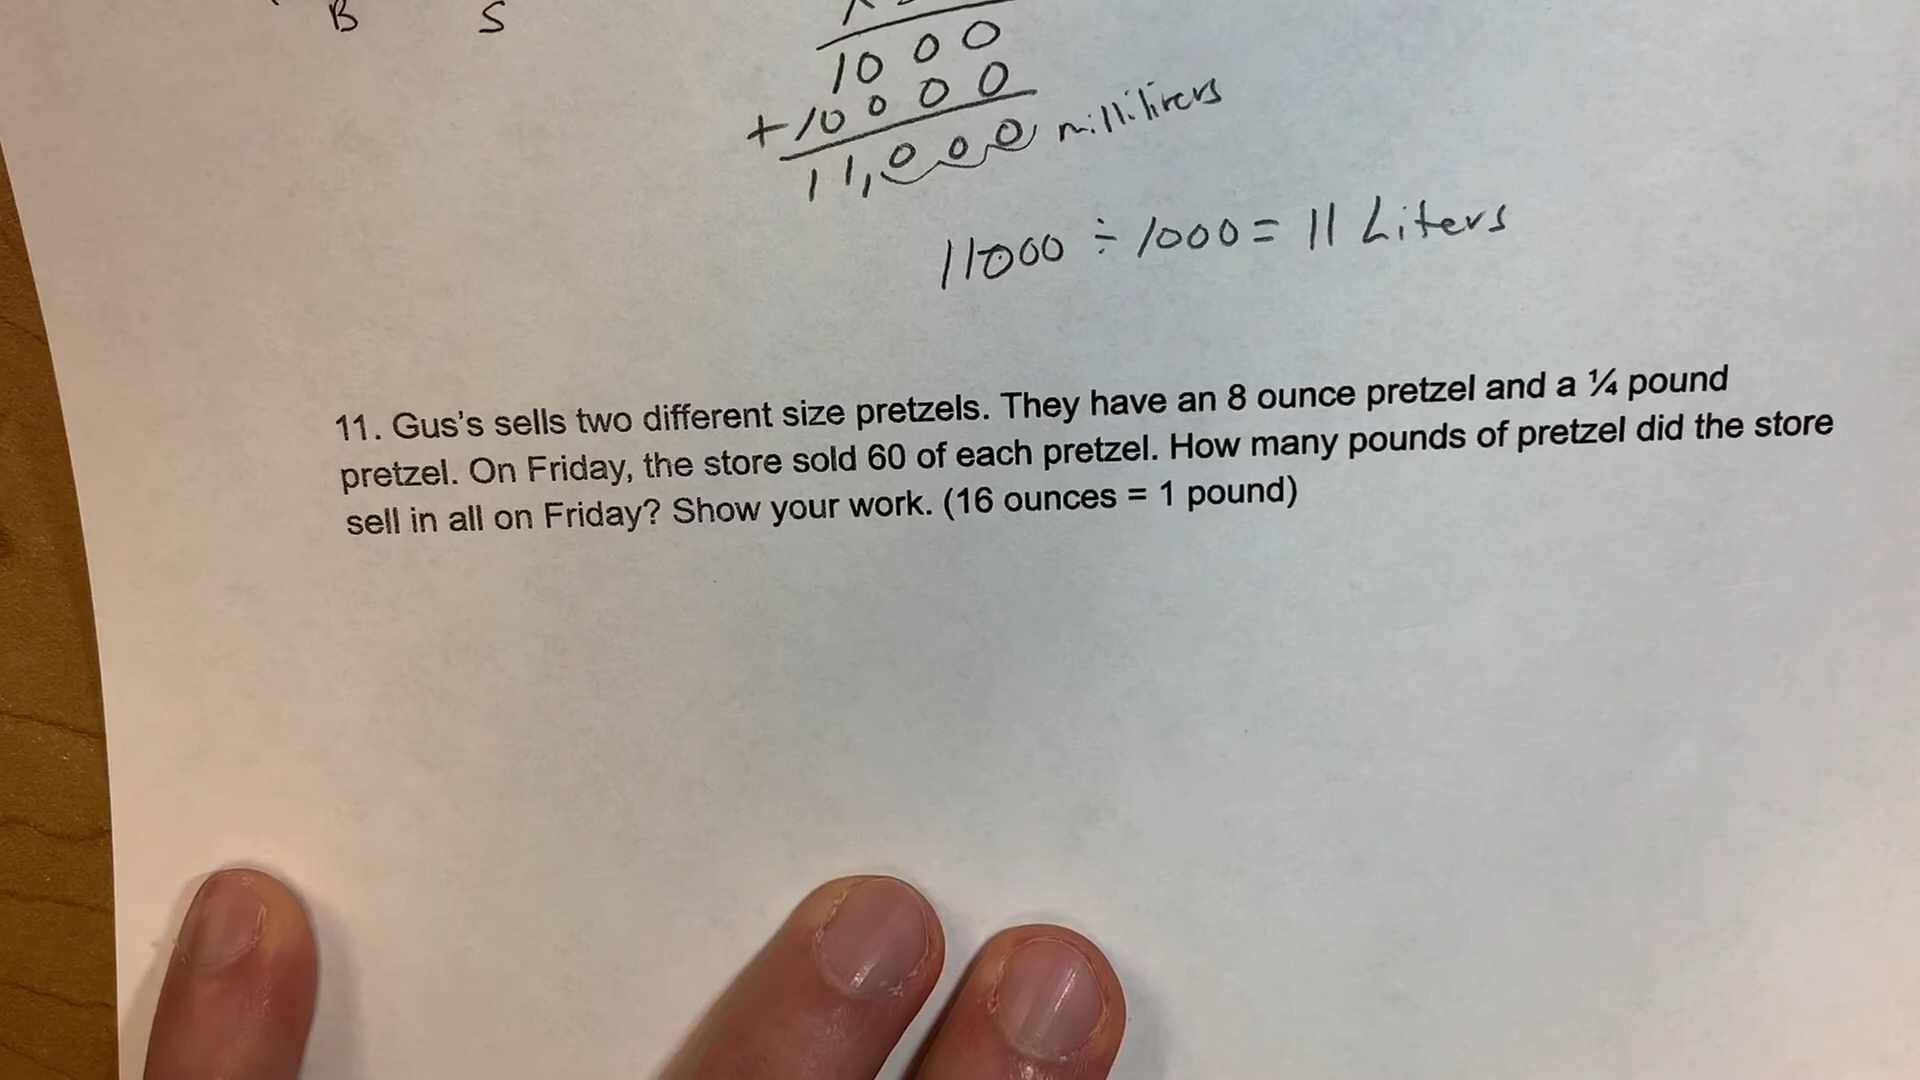 B S
1000
+10000
11,000 millilirers
11000 ÷ 1000 = 11 Liters
11. Gus's sells two different size pretzels. They have an 8 ounce pretzel and a ¼ pound
pretzel. On Friday, the store sold 60 of each pretzel. How many pounds of pretzel did the store
sell in all on Friday? Show your work. (16 ounces = 1 pound)